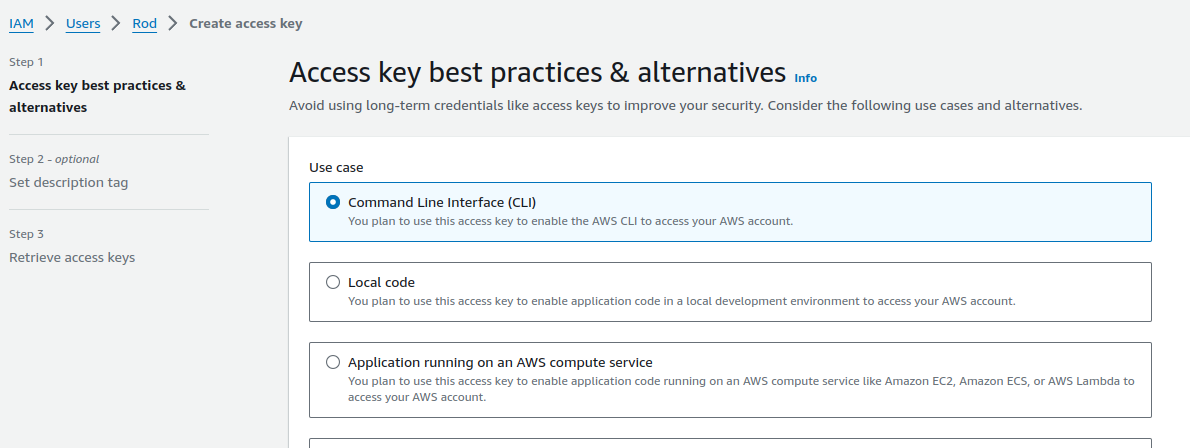 IAM > Users > Rod > Create access key
Step 1
Access key best practices &
alternatives
Step 2 - optional
Set description tag
Step 3
Retrieve access keys
Access key best practices & alternatives Info
Avoid using long-term credentials like access keys to improve your security. Consider the following use cases and alternatives.
Use case
Command Line Interface (CLI)
You plan to use this access key to enable the AWS CLI to access your AWS account.
Local code
You plan to use this access key to enable application code in a local development environment to access your AWS account.
Application running on an AWS compute service
You plan to use this access key to enable application code running on an AWS compute service like Amazon EC2, Amazon ECS, or AWS Lambda to
access your AWS account.